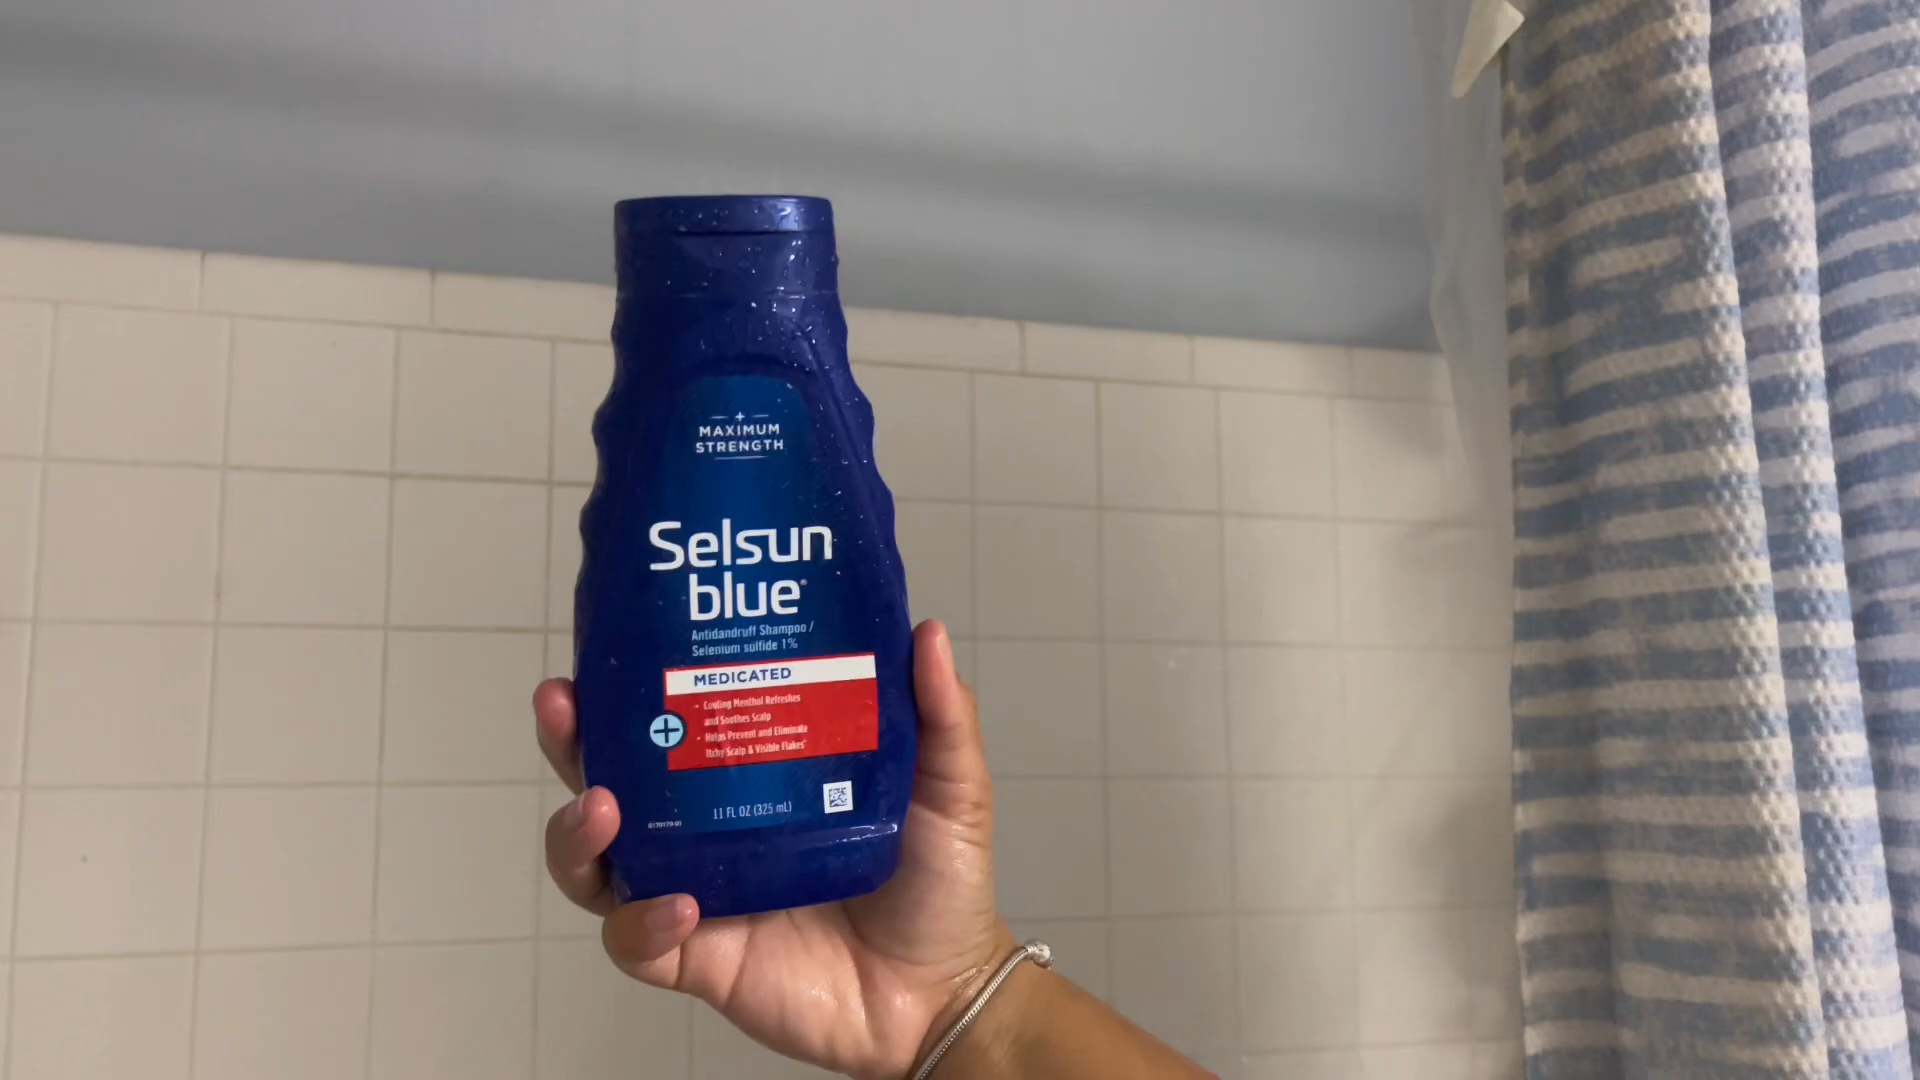 MAXIMUM
STRENGTH
Selsun
blue®
Antidandruff Shampoo /
Selenium sulfide 1%
MEDICATED
• Cooling Menthol Refreshes
and Soothes Scalp
• Helps Prevent and Eliminate
Itchy Scalp & Visible Flakes*
11 FL OZ (325 mL)